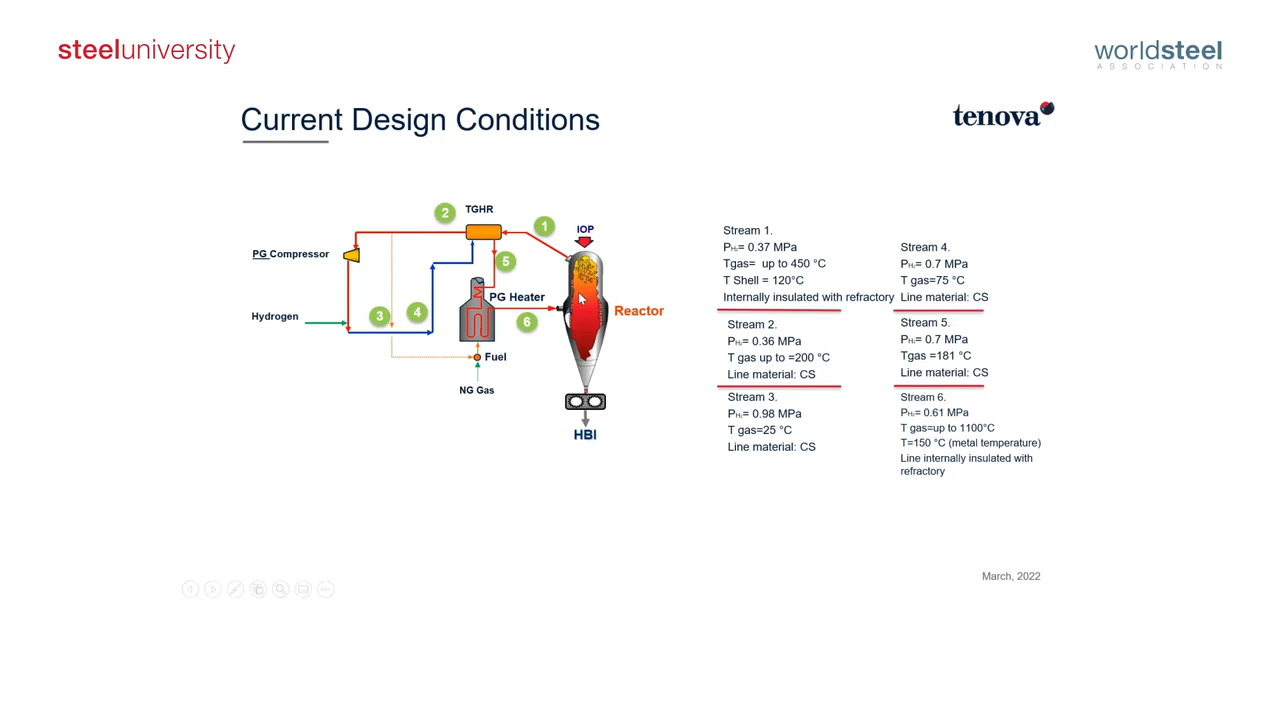 steeluniversity
worldsteel
ASSOCIATION
Current Design Conditions
tenova
2
TGHR
1
IOP
PG Compressor
5
PG Heater
Reactor
Hydrogen
3
4
6
Fuel
NG Gas
HBI
Stream 1.
PH₂= 0.37 MPa
Tgas= up to 450 °C
T Shell = 120°C
Internally insulated with refractory
Stream 2.
PH₂= 0.36 MPa
T gas up to =200 °C
Line material: CS
Stream 3.
PH₂= 0.98 MPa
T gas=25 °C
Line material: CS
Stream 4.
PH₂= 0.7 MPa
T gas=75 °C
Line material: CS
Stream 5.
PH₂= 0.7 MPa
Tgas =181 °C
Line material: CS
Stream 6.
PH₂= 0.61 MPa
T gas=up to 1100°C
T=150 °C (metal temperature)
Line internally insulated with
refractory
March, 2022